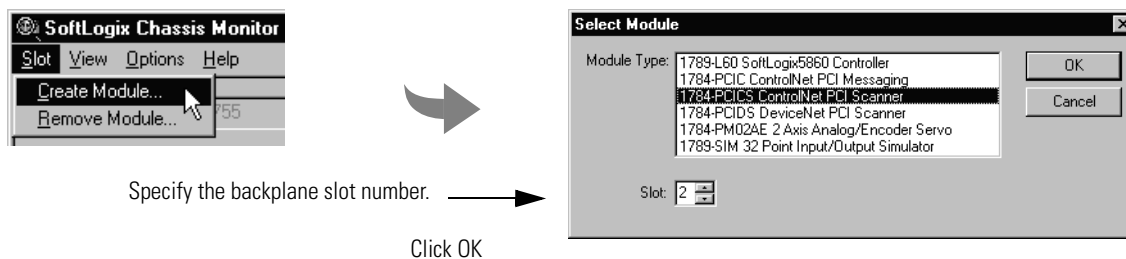 SoftLogix Chassis Monitor
Slot View Options Help
Create Module...
Remove Module...
755
Specify the backplane slot number.
Click OK
Select Module
Module Type:
1789-L60 SoftLogix5860 Controller
1784-PCIC ControlNet PCI Messaging
1784-PCICS ControlNet PCI Scanner
1784-PCIDS DeviceNet PCI Scanner
1784-PM02AE 2 Axis Analog/Encoder Servo
1789-SIM 32 Point Input/Output Simulator
OK
Cancel
Slot: 2